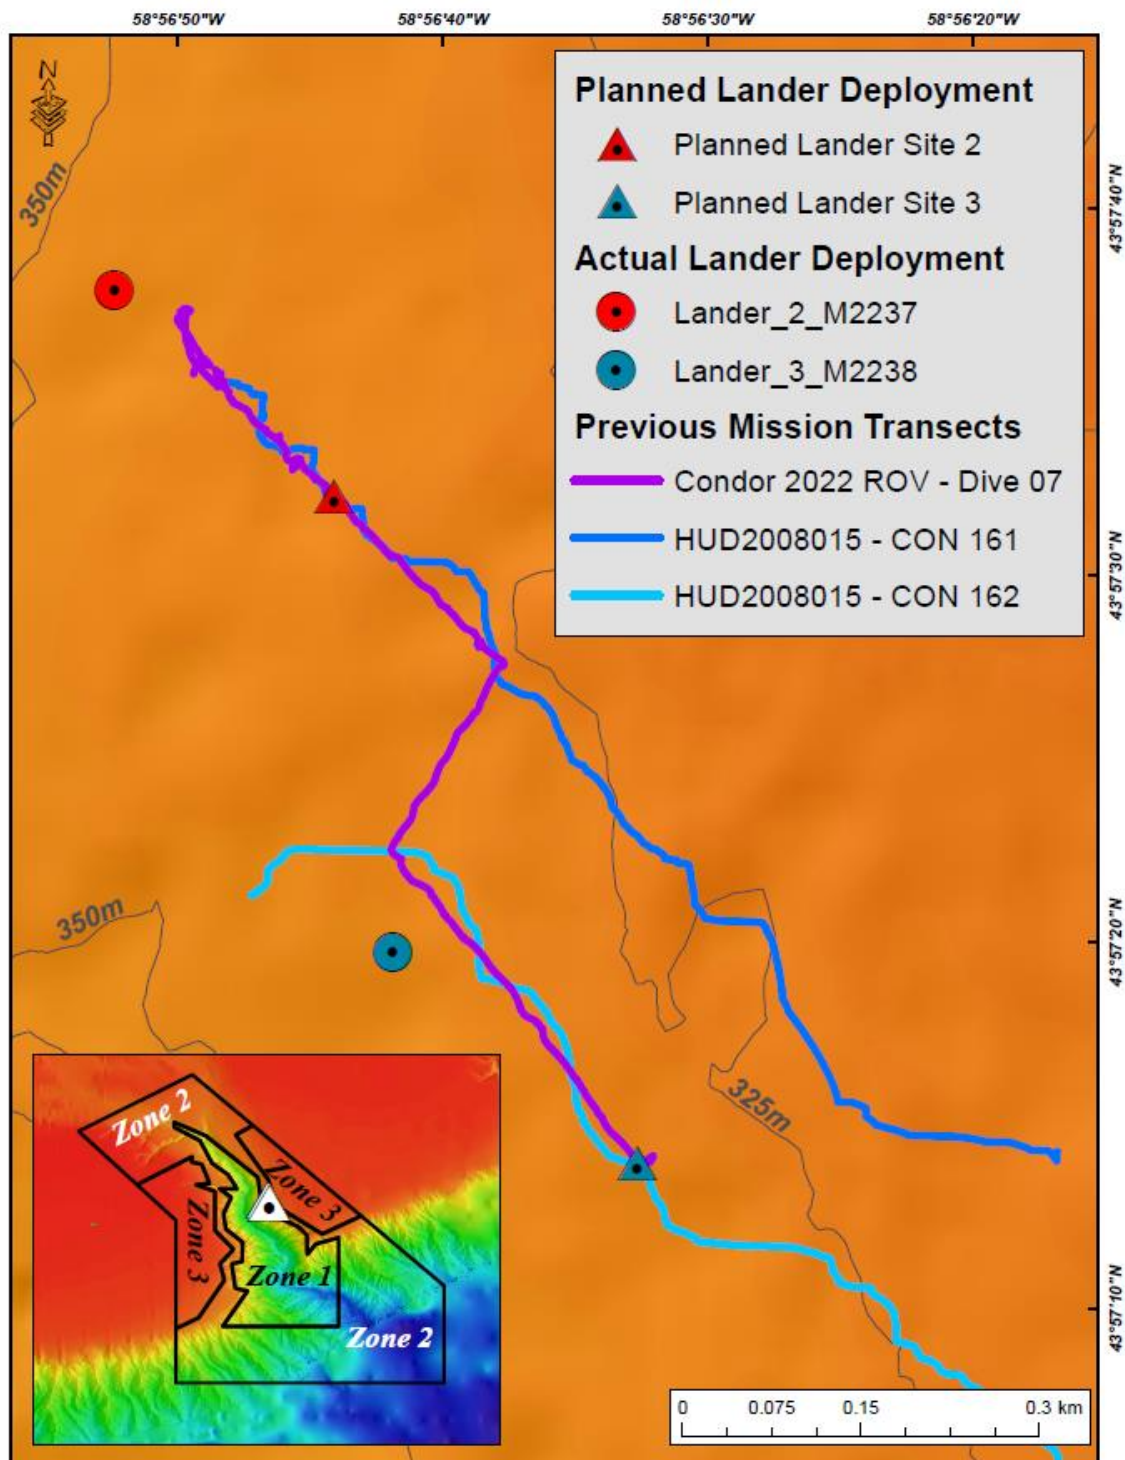 58°56'50"W 58°56'40"W 58°56'30"W 58°56'20"W
N
Planned Lander Deployment
Planned Lander Site 2
Planned Lander Site 3
Actual Lander Deployment
Lander_2_M2237
Lander_3_M2238
Previous Mission Transects
Condor 2022 ROV - Dive 07
HUD2008015 - CON 161
HUD2008015 - CON 162
350m
43°57'40"N
43°57'30"N
350m
43°57'20"N
325m
43°57'10"N
Zone 2
Zone 3
Zone 3
Zone 1
Zone 2
0 0.075 0.15 0.3 km